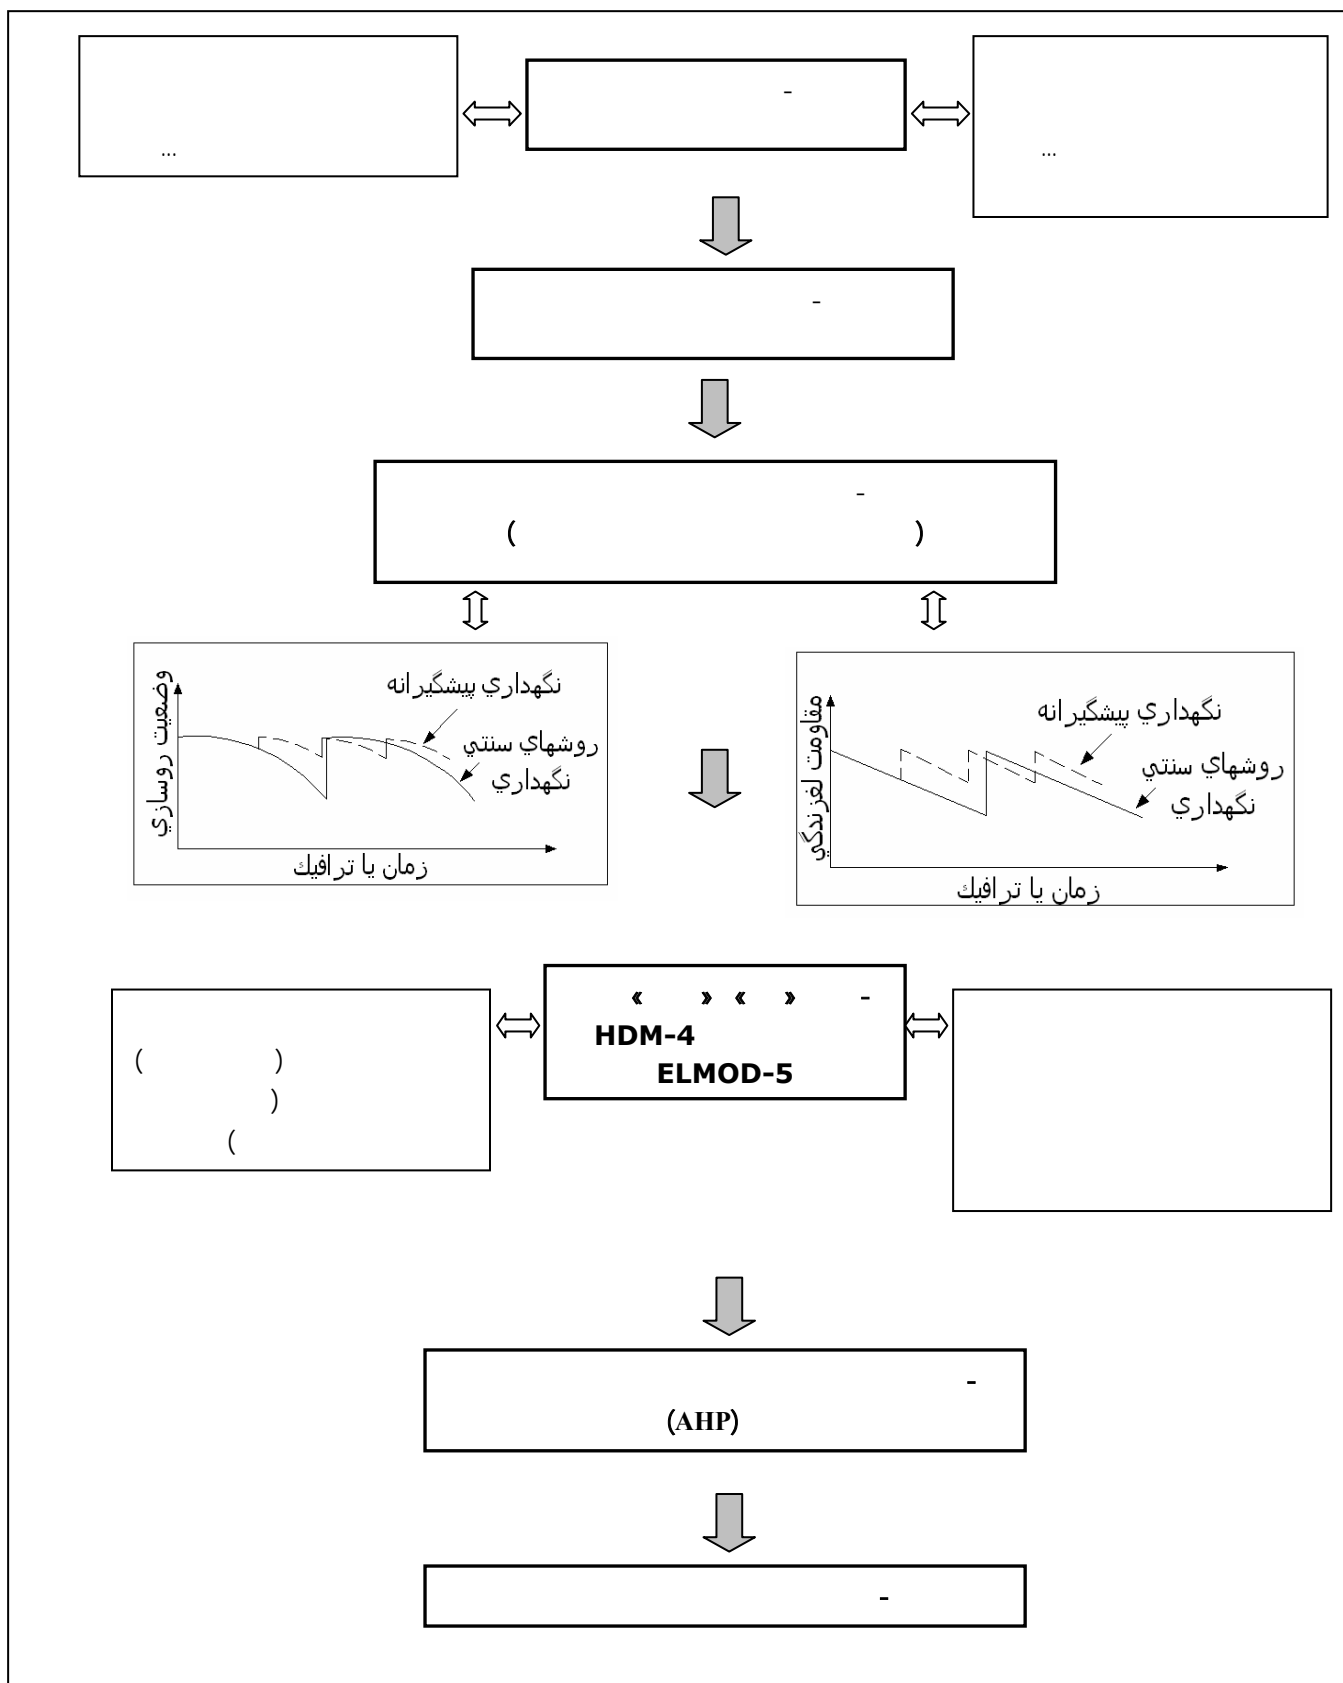 -
...
...
-
-
( )
نگهداري پيشگيرانه
روشهاي سنتي
نگهداري
وضعيت روسازي
زمان يا ترافيك
نگهداري پيشگيرانه
روشهاي سنتي
نگهداري
مقاومت لغزندگي
زمان يا ترافيك
- « » « »
HDM-4
ELMOD-5
( )
(
)
-
(AHP)
-